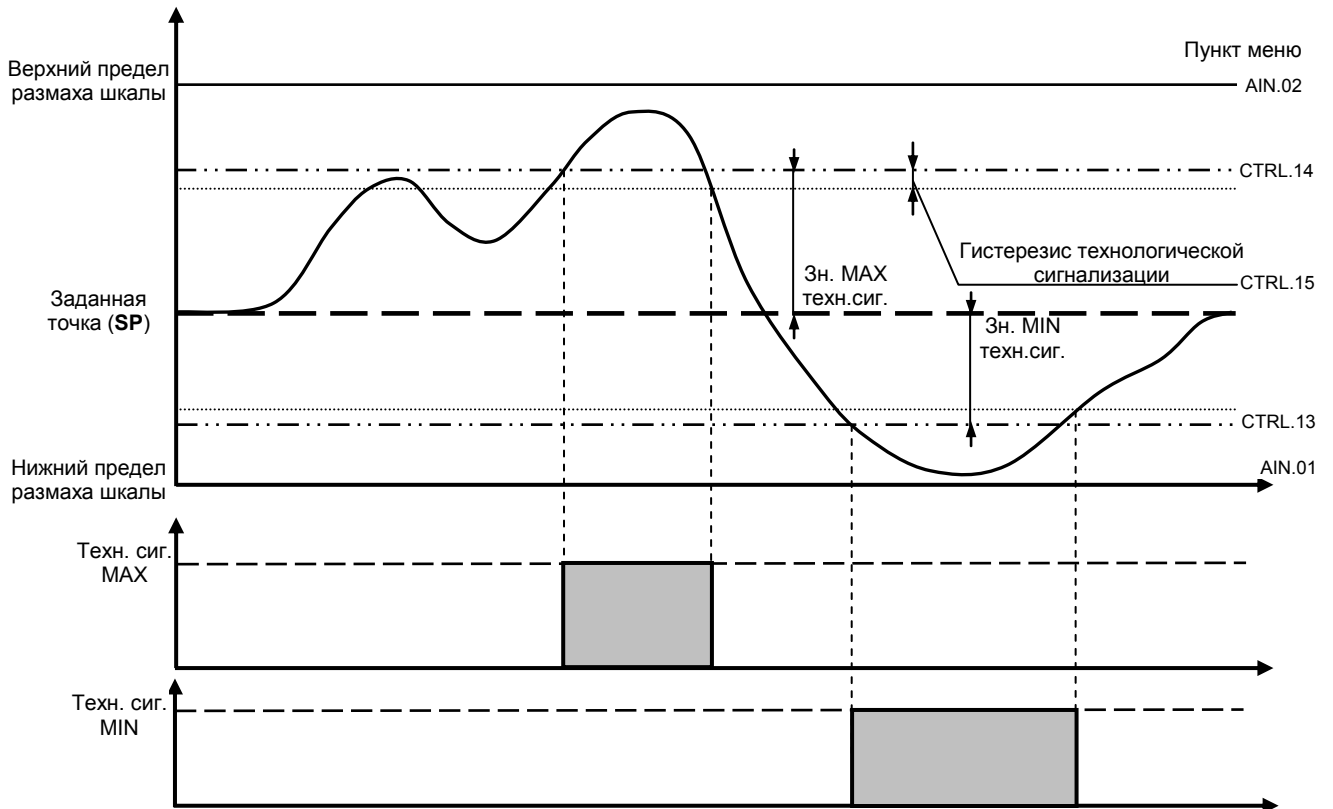 Пункт меню
Верхний предел
размаха шкалы
AIN.02
CTRL.14
Гистерезис технологической
сигнализации
Зн. MAX
техн.сиг.
CTRL.15
Заданная
точка (SP)
Зн. MIN
техн.сиг.
CTRL.13
Нижний предел
размаха шкалы
AIN.01
Техн. сиг.
MAX
Техн. сиг.
MIN